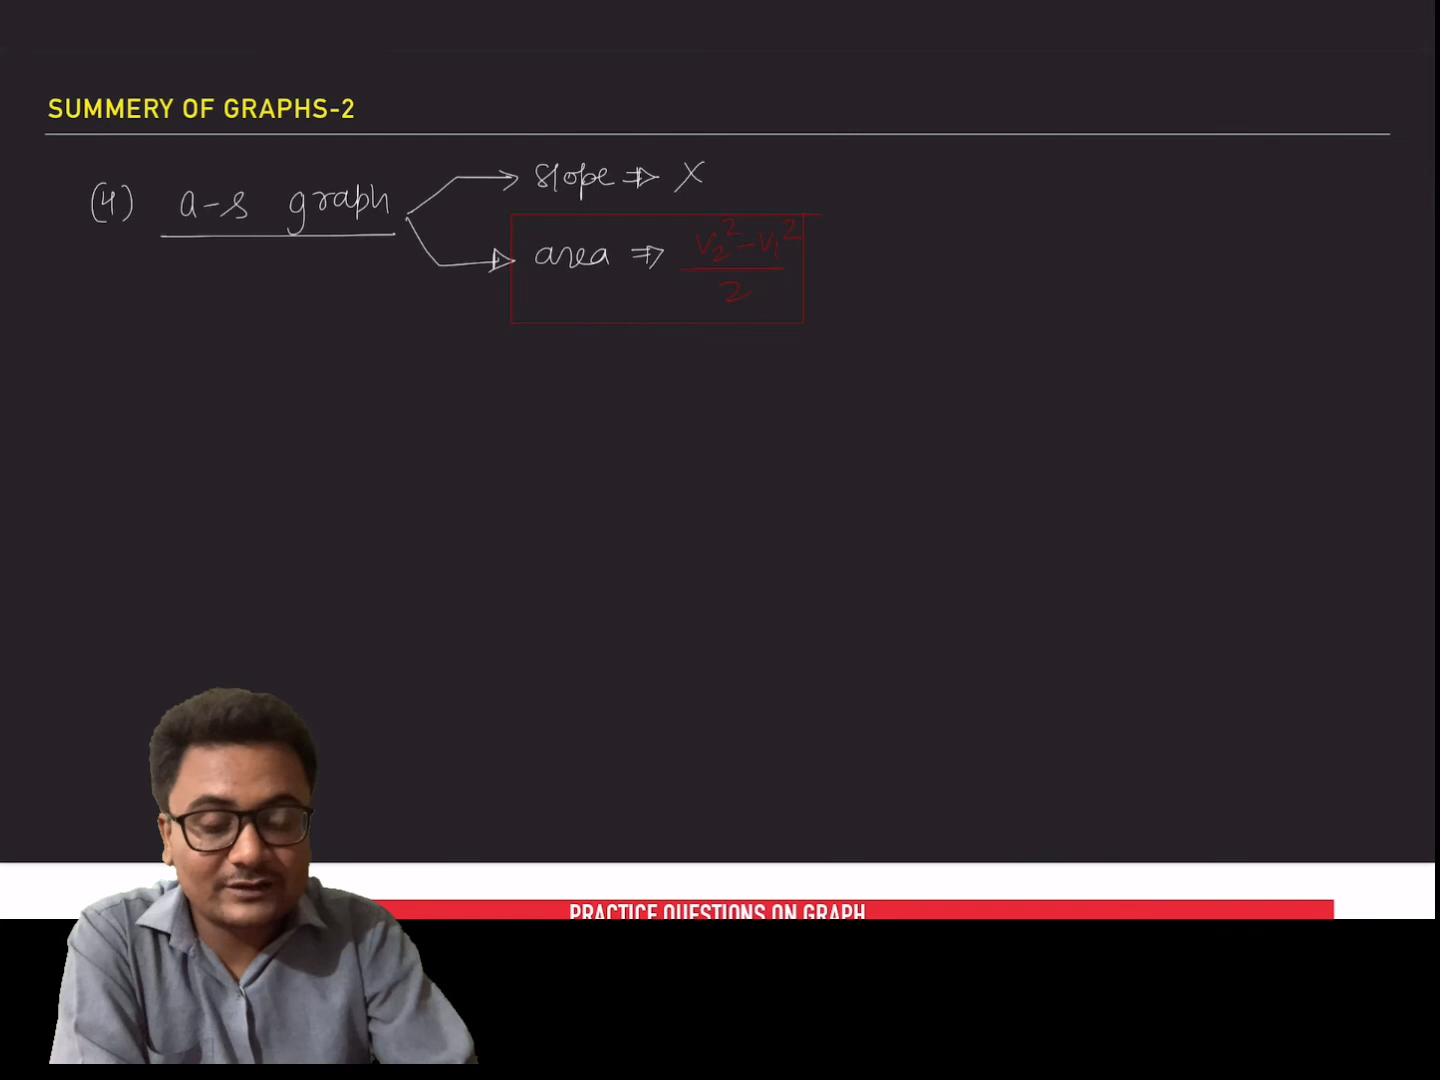 SUMMERY OF GRAPHS-2
(4) a-s graph
slope ⇒ X
area ⇒ v₂² - v₁² / 2
PRACTICE QUESTIONS ON GRAPH